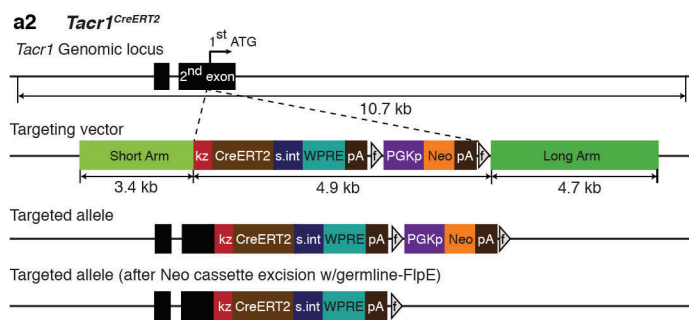 a2 Tacr1CreERT2
Tacr1 Genomic locus
1st ATG
2nd exon
10.7 kb
Targeting vector
Short Arm kz CreERT2 s.int WPRE pA f PGKp Neo pA f Long Arm
3.4 kb 4.9 kb 4.7 kb
Targeted allele
kz CreERT2 s.int WPRE pA f PGKp Neo pA f
Targeted allele (after Neo cassette excision w/germline-FlpE)
kz CreERT2 s.int WPRE pA f